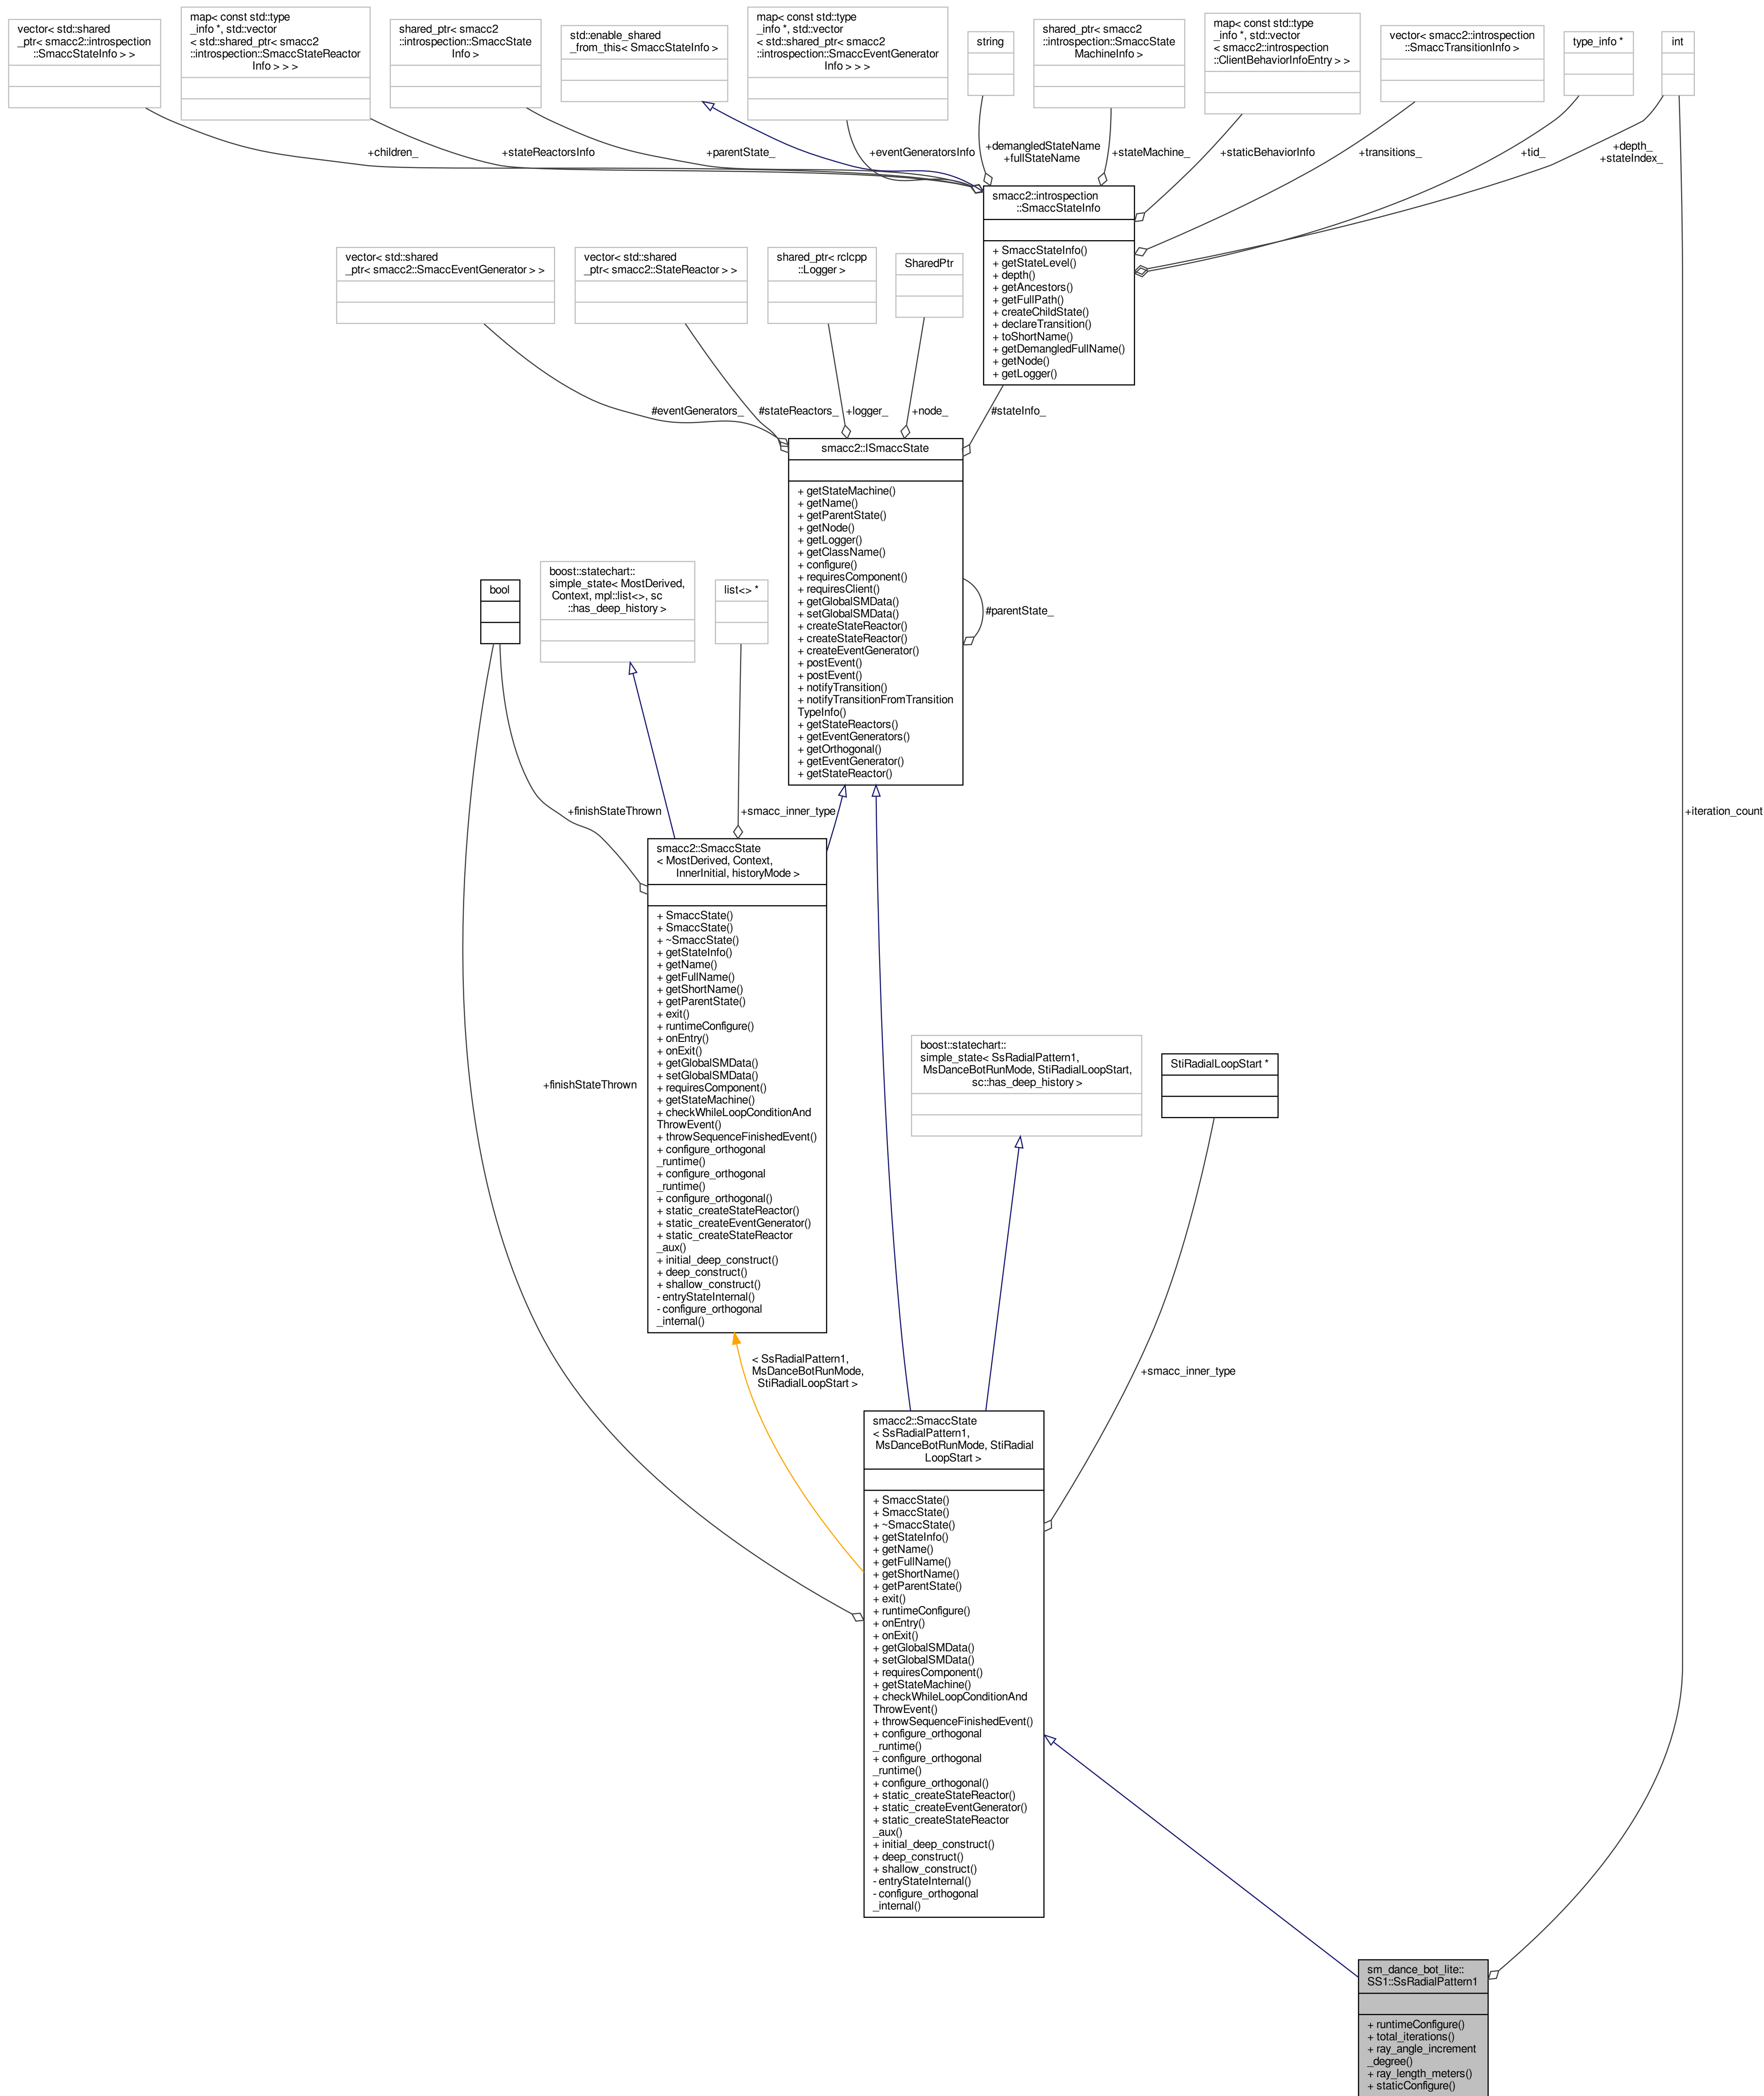 vector< std::shared
_ptr< smacc2::introspection
::SmaccStateInfo > >
map< const std::type
_info *, std::vector
< std::shared_ptr< smacc2
::introspection::SmaccStateReactor
Info > > >
shared_ptr< smacc2
::introspection::SmaccState
Info >
std::enable_shared
_from_this< SmaccStateInfo >
map< const std::type
_info *, std::vector
< std::shared_ptr< smacc2
::introspection::SmaccEventGenerator
Info > > >
string
shared_ptr< smacc2
::introspection::SmaccState
MachineInfo >
map< const std::type
_info *, std::vector
< smacc2::introspection
::ClientBehaviorInfoEntry > >
vector< smacc2::introspection
::SmaccTransitionInfo >
type_info *
int
+children_
+stateReactorsInfo
+parentState_
+eventGeneratorsInfo
+demangledStateName
+fullStateName
+stateMachine_
+staticBehaviorInfo
+transitions_
+tid_
+depth_
+stateIndex_
smacc2::introspection
::SmaccStateInfo
+ SmaccStateInfo()
+ getStateLevel()
+ depth()
+ getAncestors()
+ getFullPath()
+ createChildState()
+ declareTransition()
+ toShortName()
+ getDemangledFullName()
+ getNode()
+ getLogger()
vector< std::shared
_ptr< smacc2::SmaccEventGenerator > >
vector< std::shared
_ptr< smacc2::StateReactor > >
shared_ptr< rclcpp
::Logger >
SharedPtr
#eventGenerators_
#stateReactors_
+logger_
+node_
#stateInfo_
smacc2::ISmaccState
+ getStateMachine()
+ getName()
+ getParentState()
+ getNode()
+ getLogger()
+ getClassName()
+ configure()
+ requiresComponent()
+ requiresClient()
+ getGlobalSMData()
+ setGlobalSMData()
+ createStateReactor()
+ createStateReactor()
+ createEventGenerator()
+ postEvent()
+ postEvent()
+ notifyTransition()
+ notifyTransitionFromTransition
TypeInfo()
+ getStateReactors()
+ getEventGenerators()
+ getOrthogonal()
+ getEventGenerator()
+ getStateReactor()
#parentState_
bool
boost::statechart::
simple_state< MostDerived,
Context, mpl::list<>, sc
::has_deep_history >
list<> *
+finishStateThrown
+smacc_inner_type
+iteration_count
smacc2::SmaccState
< MostDerived, Context,
InnerInitial, historyMode >
+ SmaccState()
+ SmaccState()
+ ~SmaccState()
+ getStateInfo()
+ getName()
+ getFullName()
+ getShortName()
+ getParentState()
+ exit()
+ runtimeConfigure()
+ onEntry()
+ onExit()
+ getGlobalSMData()
+ setGlobalSMData()
+ requiresComponent()
+ getStateMachine()
+ checkWhileLoopConditionAnd
ThrowEvent()
+ throwSequenceFinishedEvent()
+ configure_orthogonal
_runtime()
+ configure_orthogonal
_runtime()
+ configure_orthogonal()
+ static_createStateReactor()
+ static_createEventGenerator()
+ static_createStateReactor
_aux()
+ initial_deep_construct()
+ deep_construct()
+ shallow_construct()
- entryStateInternal()
- configure_orthogonal
_internal()
+finishStateThrown
boost::statechart::
simple_state< SsRadialPattern1,
MsDanceBotRunMode, StiRadialLoopStart,
sc::has_deep_history >
StiRadialLoopStart *
< SsRadialPattern1,
MsDanceBotRunMode,
StiRadialLoopStart >
+smacc_inner_type
smacc2::SmaccState
< SsRadialPattern1,
MsDanceBotRunMode, StiRadial
LoopStart >
+ SmaccState()
+ SmaccState()
+ ~SmaccState()
+ getStateInfo()
+ getName()
+ getFullName()
+ getShortName()
+ getParentState()
+ exit()
+ runtimeConfigure()
+ onEntry()
+ onExit()
+ getGlobalSMData()
+ setGlobalSMData()
+ requiresComponent()
+ getStateMachine()
+ checkWhileLoopConditionAnd
ThrowEvent()
+ throwSequenceFinishedEvent()
+ configure_orthogonal
_runtime()
+ configure_orthogonal
_runtime()
+ configure_orthogonal()
+ static_createStateReactor()
+ static_createEventGenerator()
+ static_createStateReactor
_aux()
+ initial_deep_construct()
+ deep_construct()
+ shallow_construct()
- entryStateInternal()
- configure_orthogonal
_internal()
sm_dance_bot_lite::
SS1::SsRadialPattern1
+ runtimeConfigure()
+ total_iterations()
+ ray_angle_increment
_degree()
+ ray_length_meters()
+ staticConfigure()